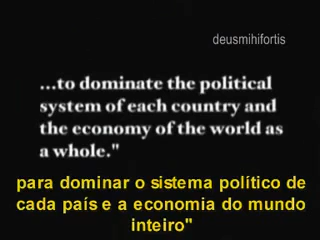 deusmihifortis
...to dominate the political
system of each country and
the economy of the world as
a whole."
para dominar o sistema político de
cada país e a economia do mundo
inteiro"